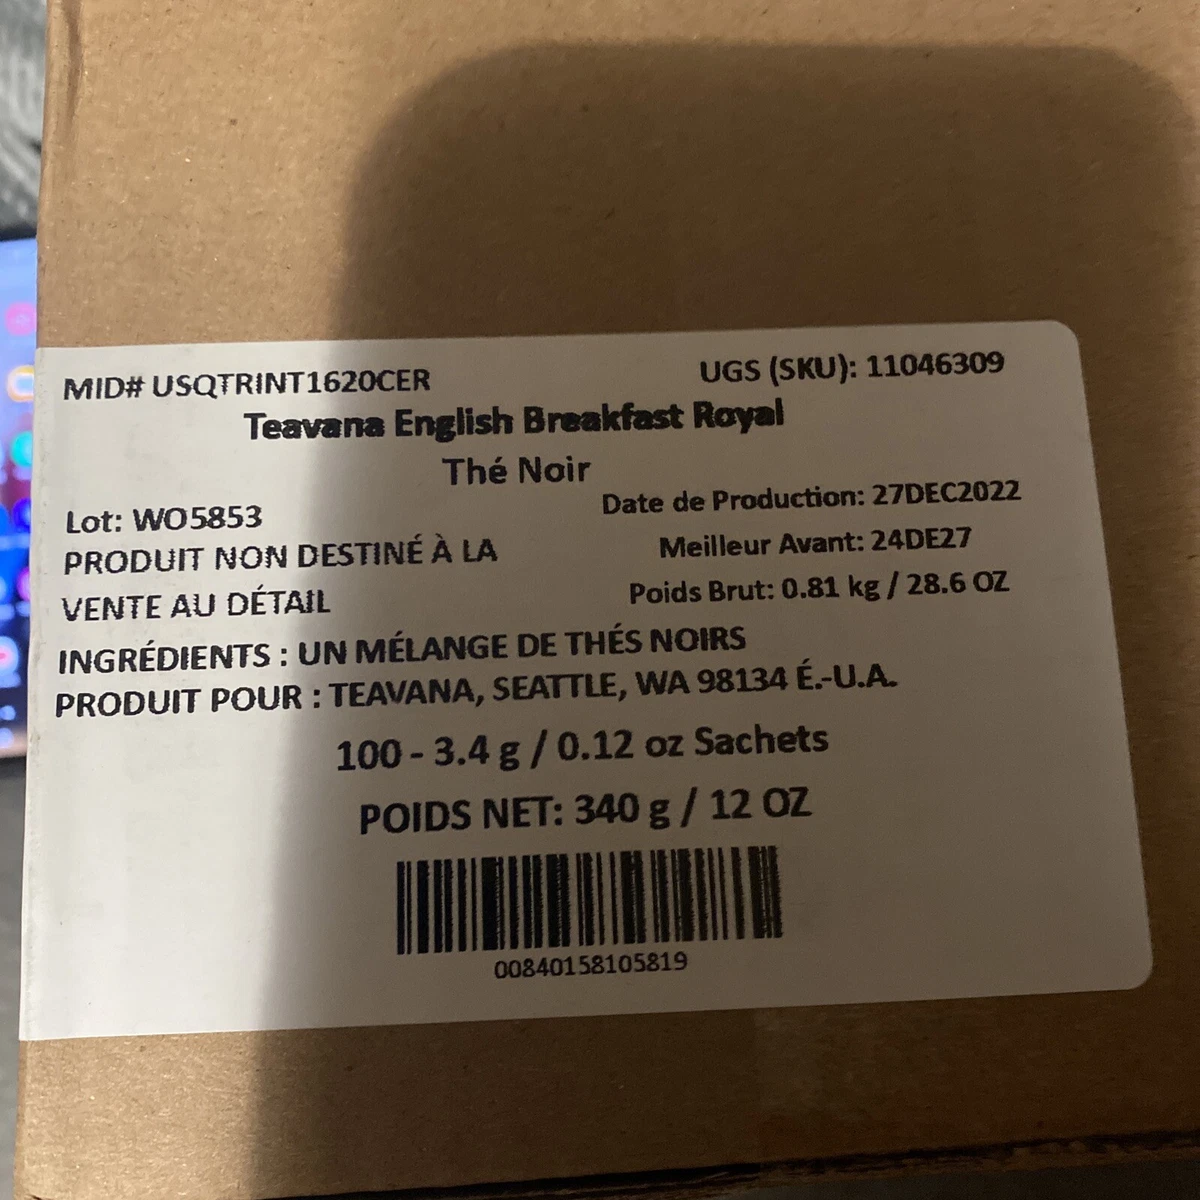 MID# USQTRINT1620CER
UGS (SKU): 11046309
Teavana English Breakfast Royal
Thé Noir
Lot: WO5853
Date de Production: 27DEC2022
PRODUIT NON DESTINÉ À LA
Meilleur Avant: 24DE27
VENTE AU DÉTAIL
Poids Brut: 0.81 kg / 28.6 OZ
INGRÉDIENTS : UN MÉLANGE DE THÉS NOIRS
PRODUIT POUR : TEAVANA, SEATTLE, WA 98134 É.-U.A.
100 - 3.4 g / 0.12 oz Sachets
POIDS NET: 340 g / 12 OZ
00840158105819